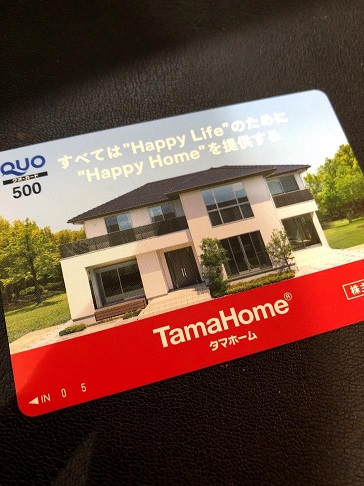 QUO
クオ・カード
500
すべては"Happy Life"のために
"Happy Home"を提供する
TamaHome®
タマホーム
株
◀IN 0 5